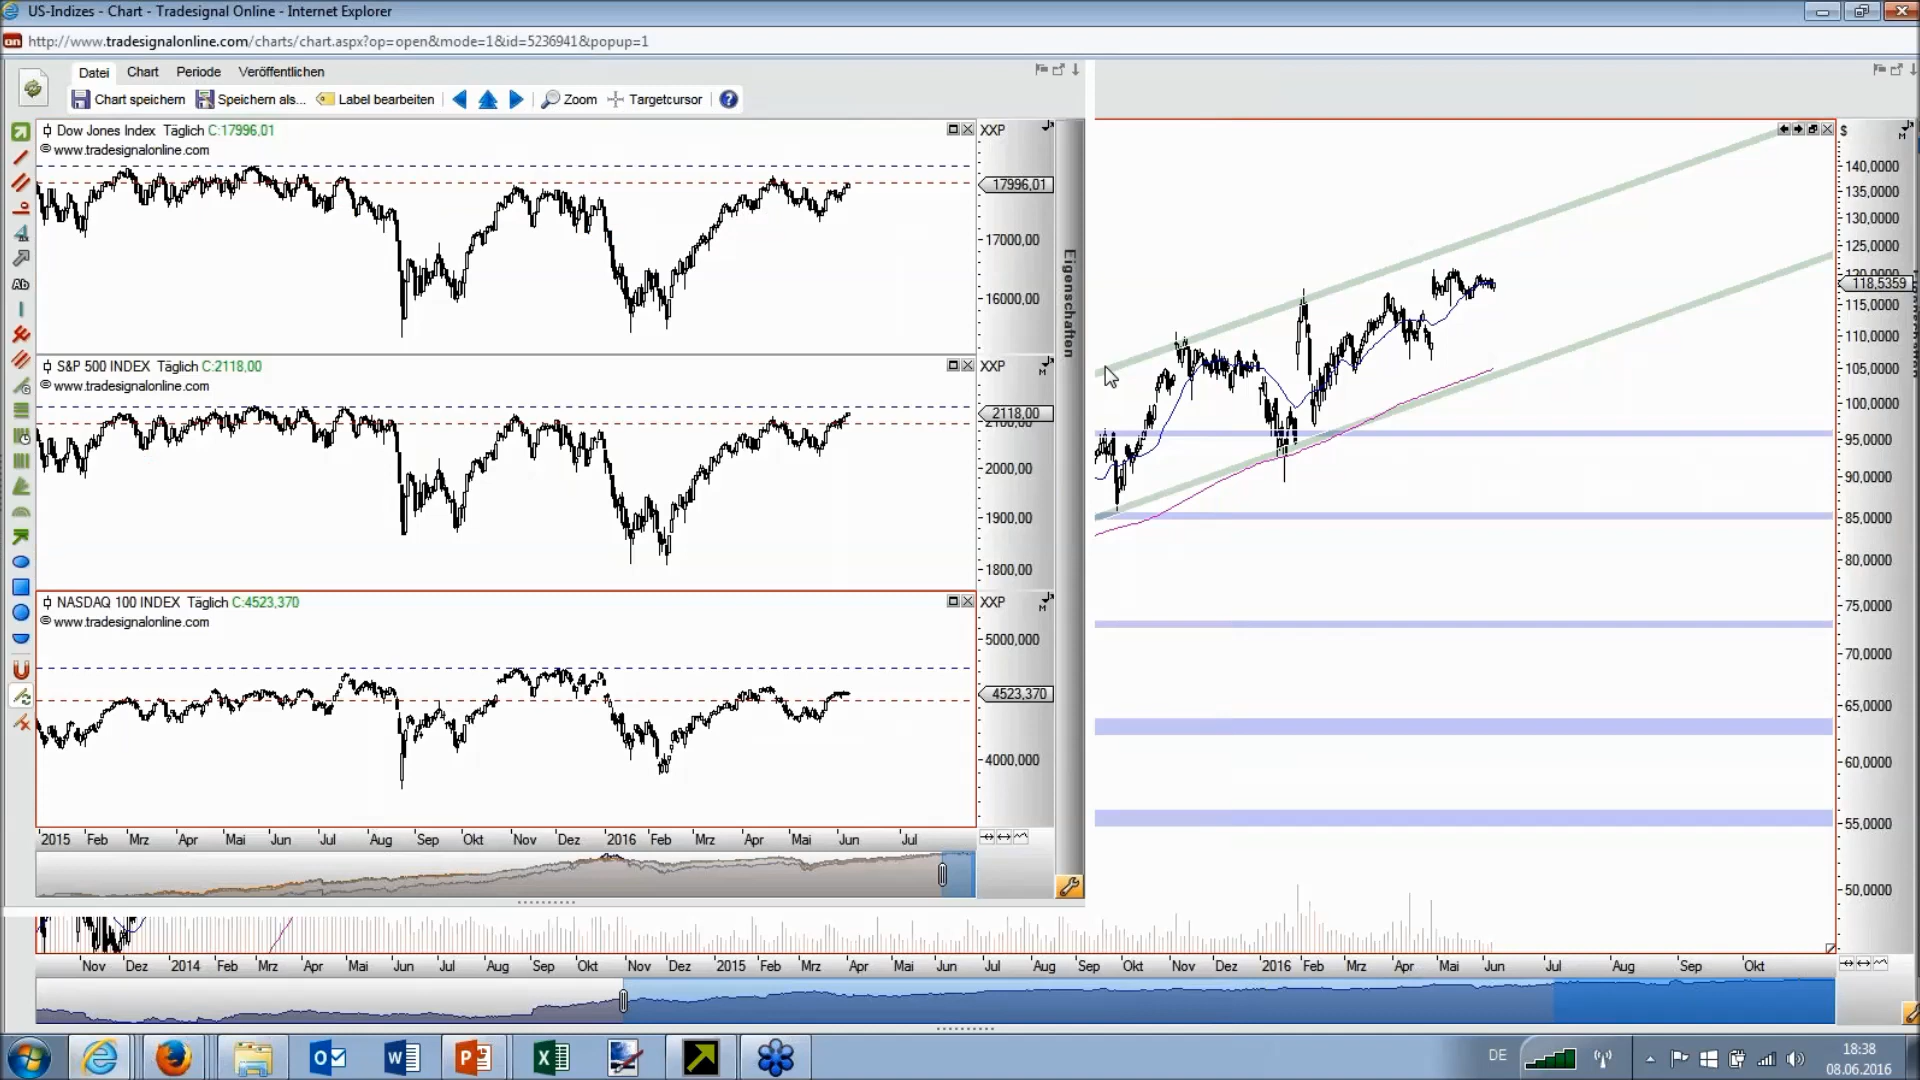 US-Indizes - Chart - Tradesignal Online - Internet Explorer
http://www.tradesignalonline.com/charts/chart.aspx?op=open&mode=1&id=5236941&popup=1
Datei Chart Periode Veröffentlichen
Chart speichern Speichern als... Label bearbeiten Zoom Targetcursor
Dow Jones Index Täglich C:17996,01
© www.tradesignalonline.com
XXP
17996,01
17000,00
16000,00
S&P 500 INDEX Täglich C:2118,00
© www.tradesignalonline.com
XXP
M
2118,00
2100,00
2000,00
1900,00
1800,00
NASDAQ 100 INDEX Täglich C:4523,370
© www.tradesignalonline.com
XXP
M
5000,000
4523,370
4000,000
2015 Feb Mrz Apr Mai Jun Jul Aug Sep Okt Nov Dez 2016 Feb Mrz Apr Mai Jun Jul
Ab
Eigenschaften
$
M
140,0000
135,0000
130,0000
125,0000
120,0000
118,5359
115,0000
110,0000
105,0000
100,0000
95,0000
90,0000
85,0000
80,0000
75,0000
70,0000
65,0000
60,0000
55,0000
50,0000
Nov Dez 2014 Feb Mrz Apr Mai Jun Jul Aug Sep Okt Nov Dez 2015 Feb Mrz Apr Mai Jun Jul Aug Sep Okt Nov Dez 2016 Feb Mrz Apr Mai Jun Jul Aug Sep Okt
DE
18:38
08.06.2016